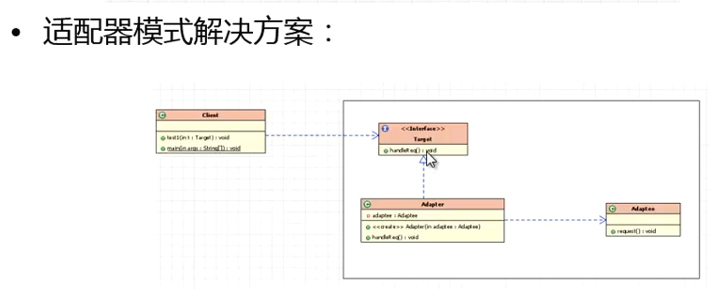 • 适配器模式解决方案：
Client
test1(in t : Target) : void
main(in args : String[]) : void
<<Interface>>
Target
handleReq() : void
Adapter
adaptee : Adaptee
<<create>> Adapter(in adaptee : Adaptee)
handleReq() : void
Adaptee
request() : void